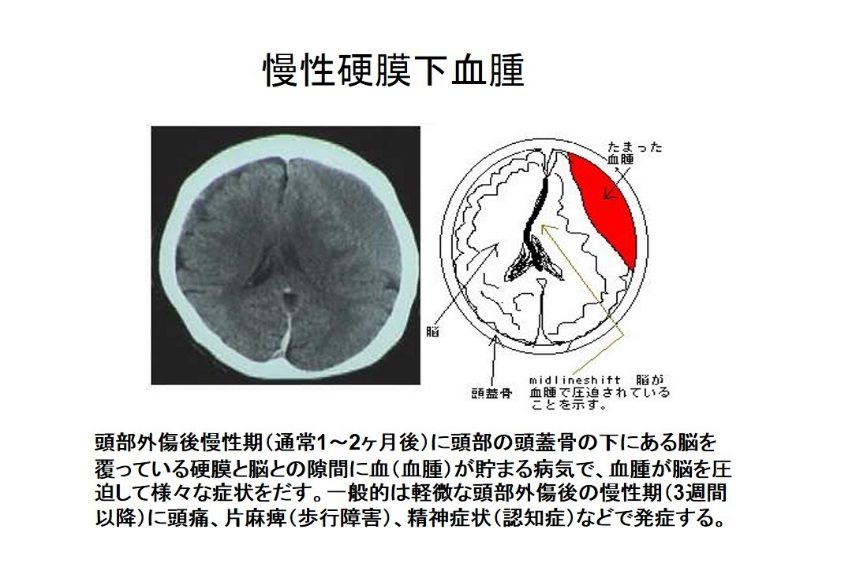 慢性硬膜下血腫
たまった
血腫
脳
頭蓋骨
midlineshift 脳が
血腫で圧迫されている
ことを示す。
頭部外傷後慢性期(通常1～2ヶ月後)に頭部の頭蓋骨の下にある脳を
覆っている硬膜と脳との隙間に血(血腫)が貯まる病気で、血腫が脳を圧
迫して様々な症状をだす。一般的は軽微な頭部外傷後の慢性期(3週間
以降)に頭痛、片麻痺(歩行障害)、精神症状(認知症)などで発症する。